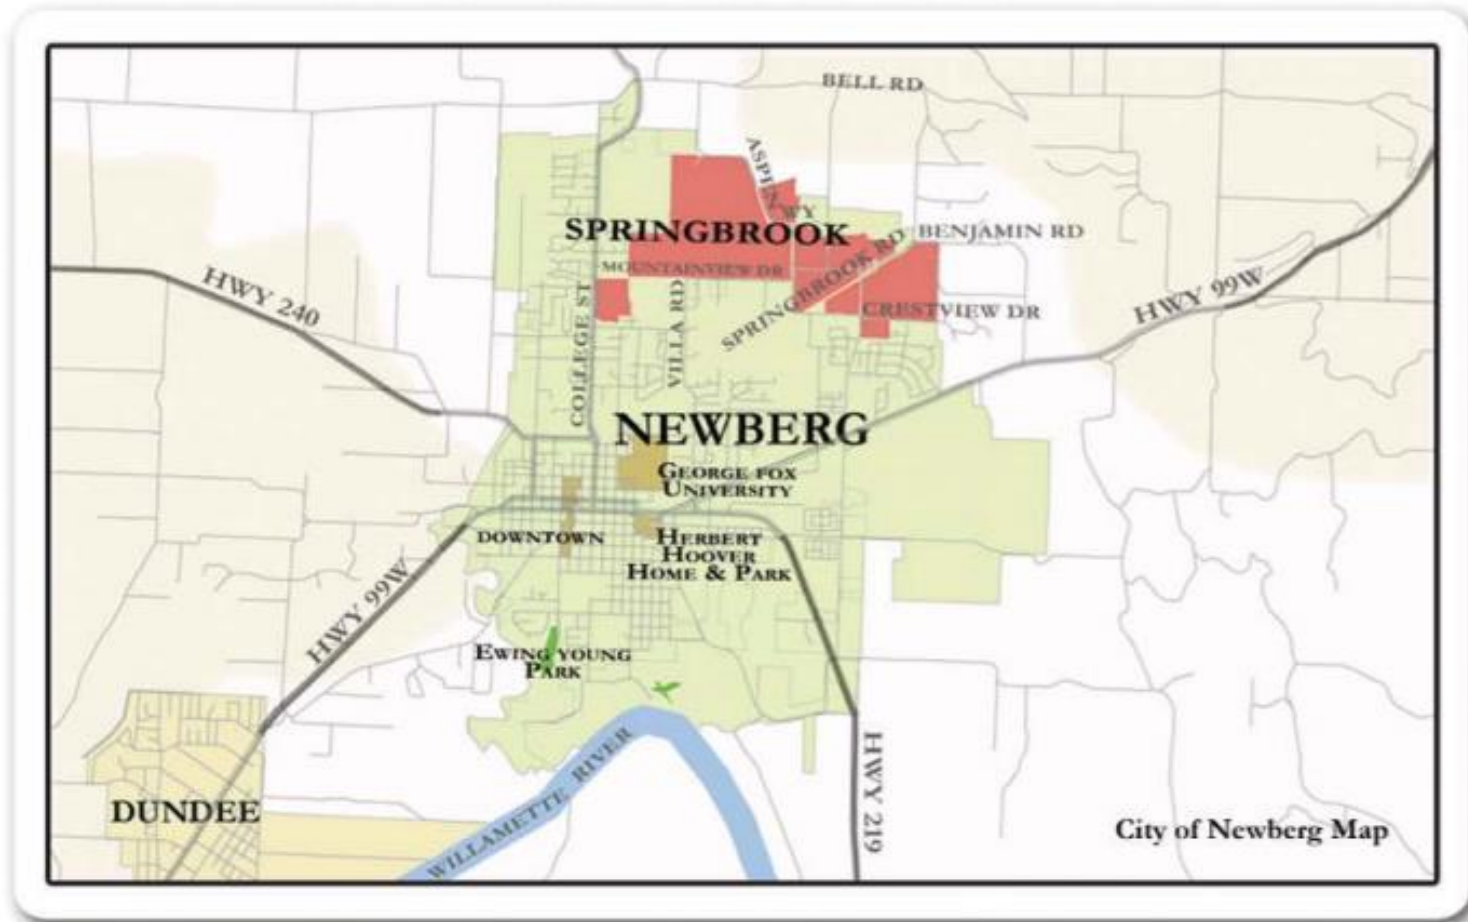 BELL RD
ASPEN WY
SPRINGBROOK
BENJAMIN RD
MOUNTAINVIEW DR
SPRINGBROOK RD
HWY 240
COLLEGE ST
VILLA RD
CRESTVIEW DR
HWY 99W
NEWBERG
GEORGE FOX
UNIVERSITY
DOWNTOWN
HERBERT
HOOVER
HOME & PARK
HWY 99W
EWING YOUNG
PARK
WILLAMETTE RIVER
HWY 219
DUNDEE
City of Newberg Map